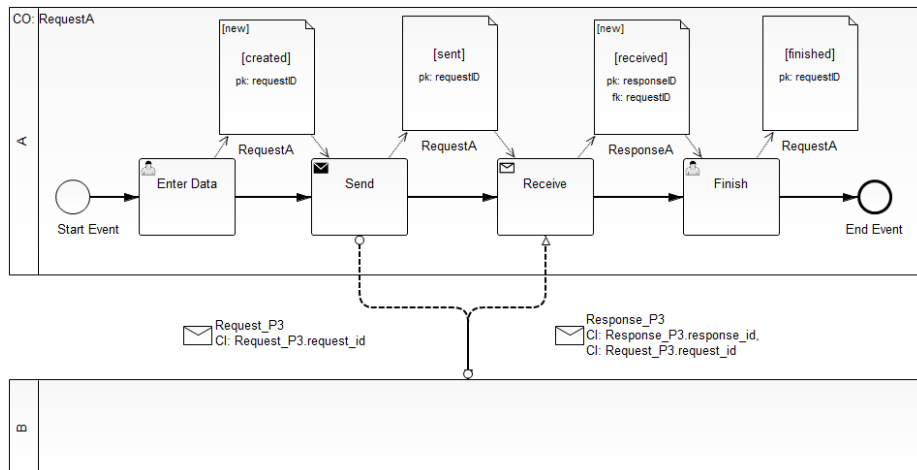 CO: RequestA
A
[new]
[created]
pk: requestID
RequestA
[sent]
pk: requestID
RequestA
[new]
[received]
pk: responseID
fk: requestID
ResponseA
[finished]
pk: requestID
RequestA
Start Event
Enter Data
Send
Receive
Finish
End Event
Request_P3
CI: Request_P3.request_id
Response_P3
CI: Response_P3.response_id,
CI: Request_P3.request_id
B